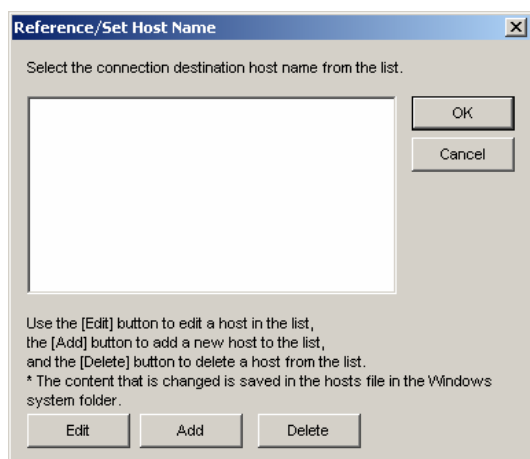 Reference/Set Host Name
Select the connection destination host name from the list.
OK
Cancel
Use the [Edit] button to edit a host in the list,
the [Add] button to add a new host to the list,
and the [Delete] button to delete a host from the list.
* The content that is changed is saved in the hosts file in the Windows
system folder.
Edit Add Delete